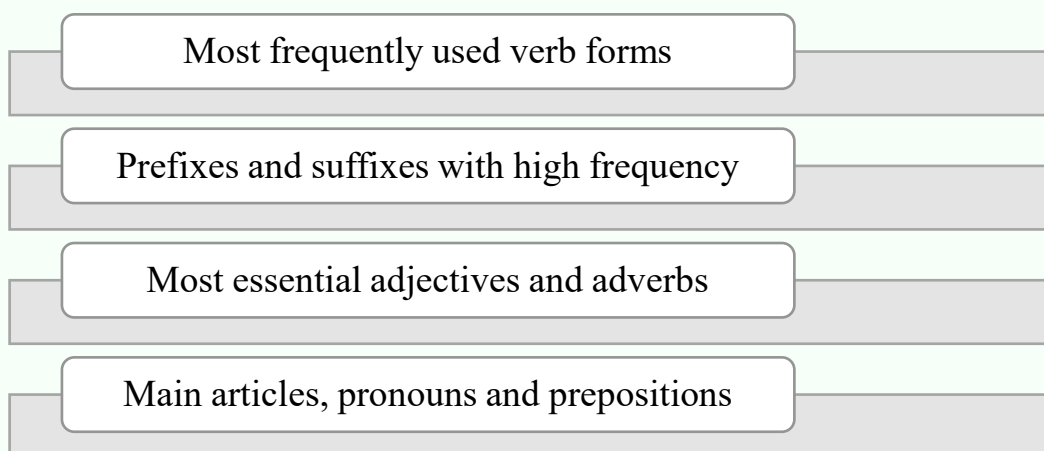 Most frequently used verb forms
Prefixes and suffixes with high frequency
Most essential adjectives and adverbs
Main articles, pronouns and prepositions